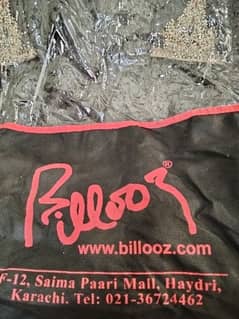 Billooz®
www.billooz.com
F-12, Saima Paari Mall, Haydri,
Karachi. Tel: 021-36724462